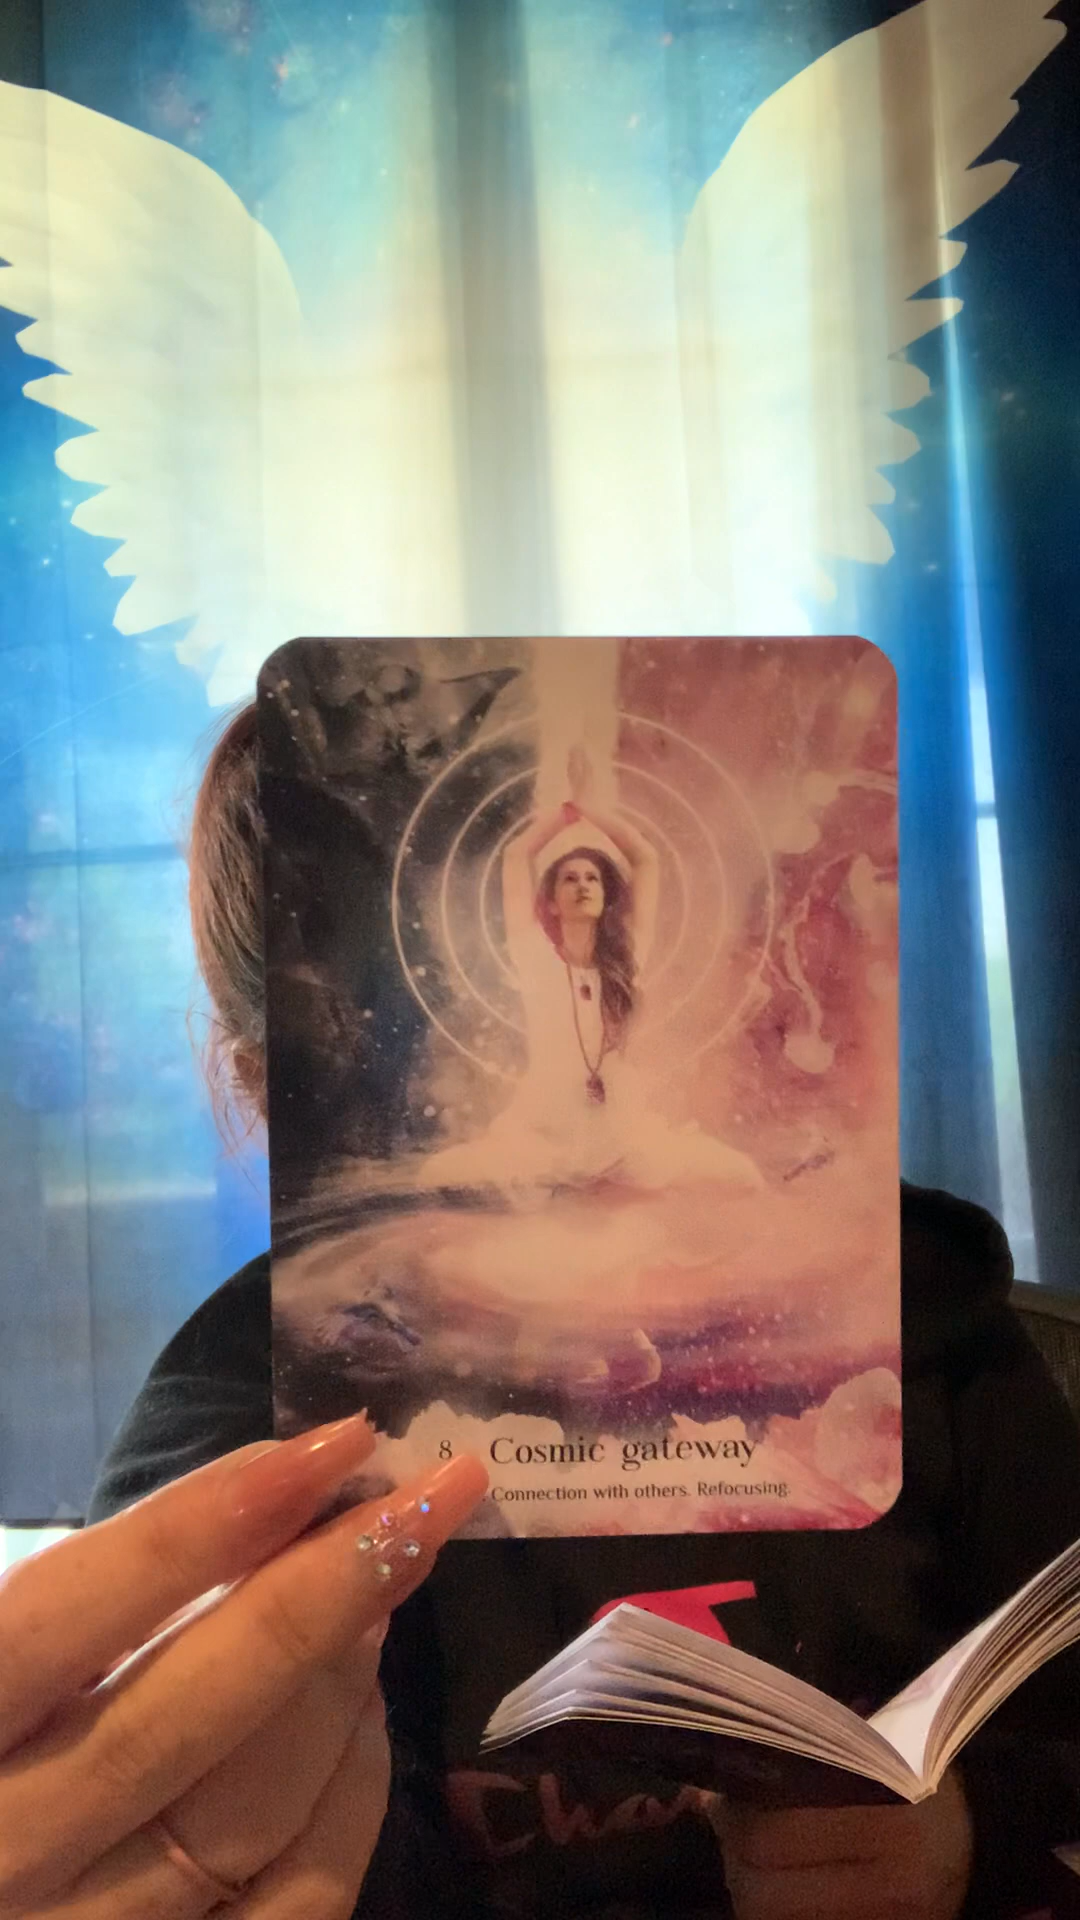 8 Cosmic gateway
. Connection with others. Refocusing.